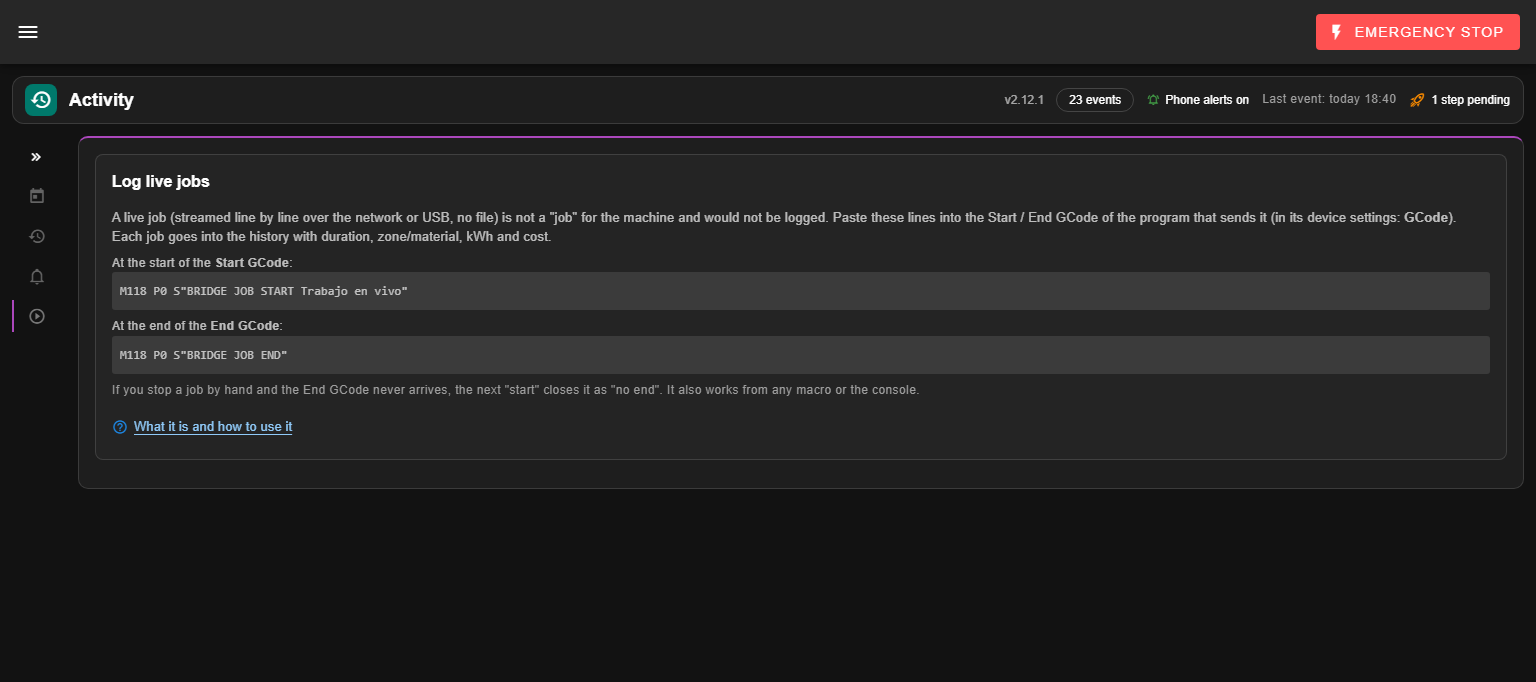 EMERGENCY STOP
Activity
v2.12.1
23 events
Phone alerts on
Last event: today 18:40
1 step pending
Log live jobs
A live job (streamed line by line over the network or USB, no file) is not a "job" for the machine and would not be logged. Paste these lines into the Start / End GCode of the program that sends it (in its device settings: GCode).
Each job goes into the history with duration, zone/material, kWh and cost.
At the start of the Start GCode:
M118 P0 S"BRIDGE JOB START Trabajo en vivo"
At the end of the End GCode:
M118 P0 S"BRIDGE JOB END"
If you stop a job by hand and the End GCode never arrives, the next "start" closes it as "no end". It also works from any macro or the console.
What it is and how to use it